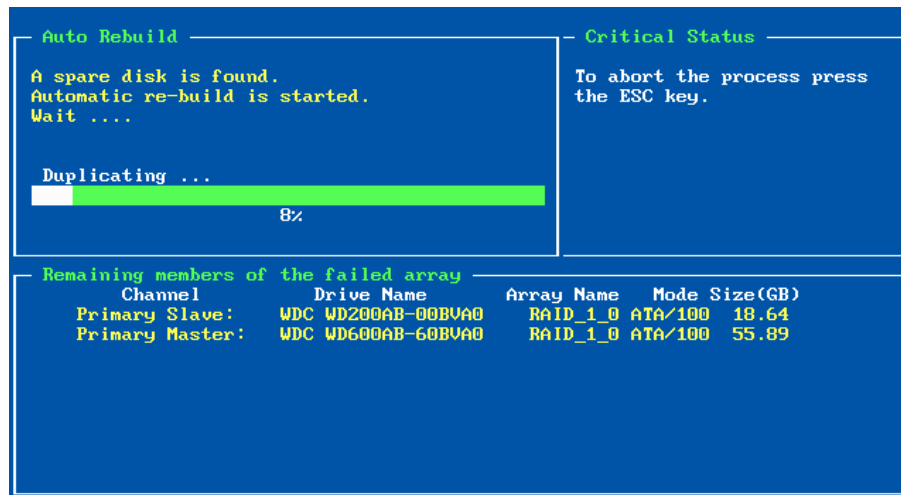 Auto Rebuild
A spare disk is found.
Automatic re-build is started.
Wait ....
Duplicating ...
8%
Critical Status
To abort the process press
the ESC key.
Remaining members of the failed array
Channel Drive Name Array Name Mode Size(GB)
Primary Slave: WDC WD200AB-00BVA0 RAID_1_0 ATA/100 18.64
Primary Master: WDC WD600AB-60BVA0 RAID_1_0 ATA/100 55.89